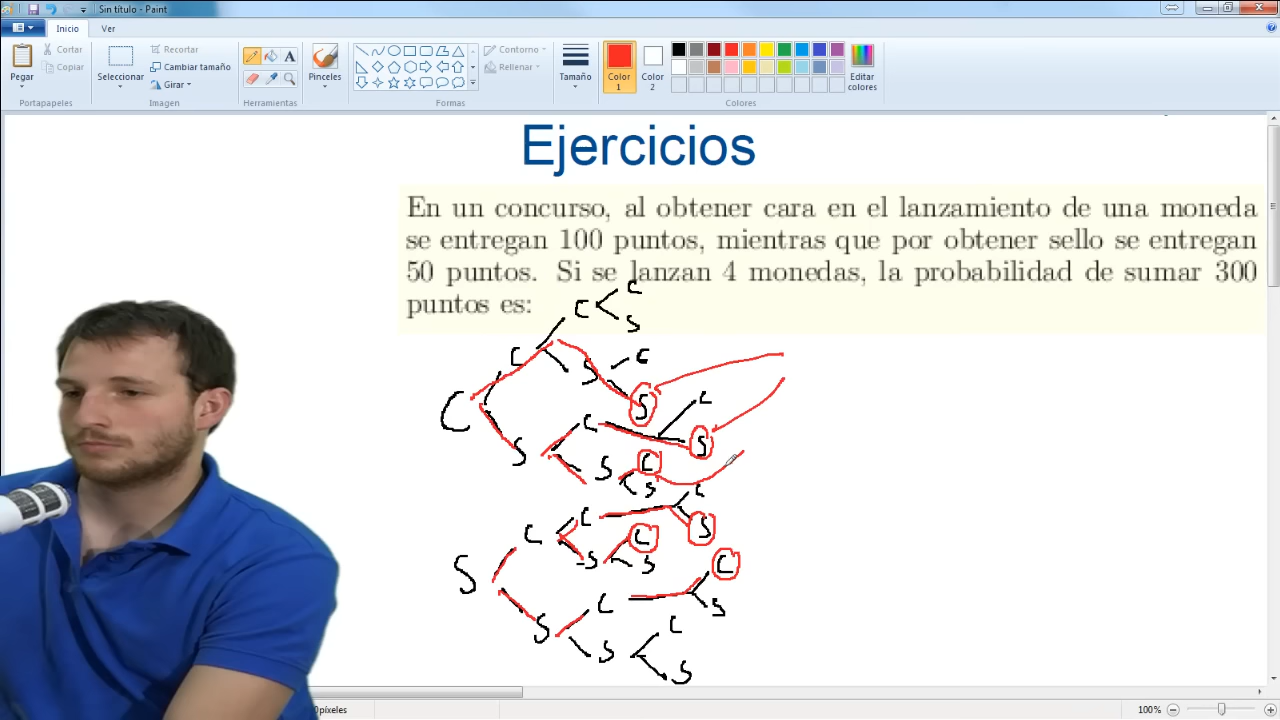 Sin título - Paint
Inicio Ver
Pegar
Cortar
Copiar
Portapapeles
Seleccionar
Recortar
Cambiar tamaño
Girar
Imagen
A
Herramientas
Pinceles
Contorno
Rellenar
Formas
Tamaño
Color 1
Color 2
Editar colores
Colores
Ejercicios
En un concurso, al obtener cara en el lanzamiento de una moneda
se entregan 100 puntos, mientras que por obtener sello se entregan
50 puntos. Si se lanzan 4 monedas, la probabilidad de sumar 300
puntos es:
C
C C
S
C
S C
S
C
C
S C
S
S C
S
C
C C
S
S
S C
S
C
S C
S
S
S C
S
0 píxeles
100%